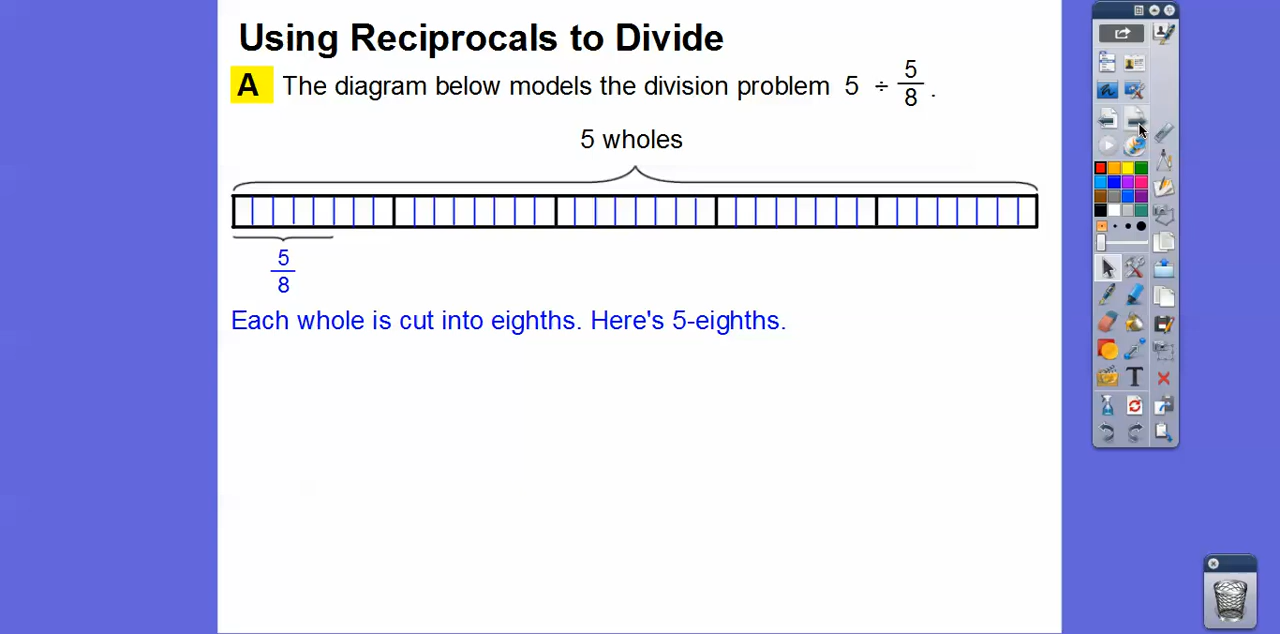 Using Reciprocals to Divide
A The diagram below models the division problem 5 ÷ 5/8 .
5 wholes
5/8
Each whole is cut into eighths. Here's 5-eighths.
T